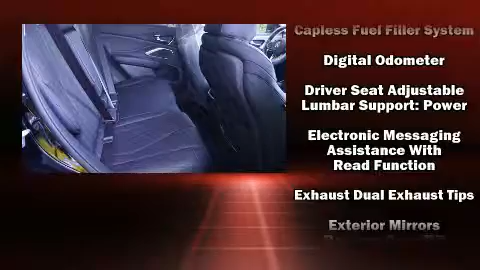 Capless Fuel Filler System
Digital Odometer
Driver Seat Adjustable
Lumbar Support: Power
Electronic Messaging
Assistance With
Read Function
Exhaust Dual Exhaust Tips
Exterior Mirrors